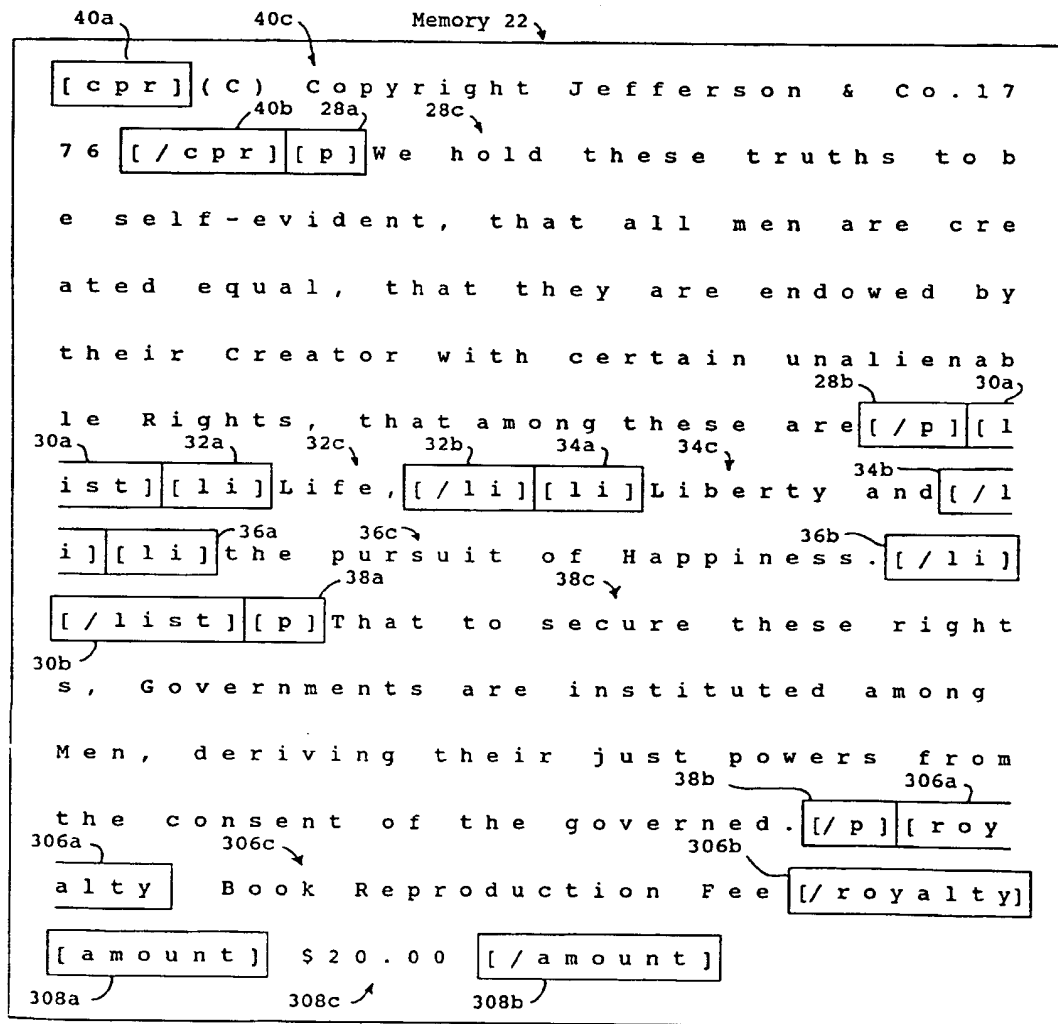 40a 40c Memory 22
[cpr](C) Copyright Jefferson & Co.17
40b 28a 28c
76 [/cpr][p]We hold these truths to b
e self-evident, that all men are cre
ated equal, that they are endowed by
their Creator with certain unalienab
28b 30a
le Rights, that among these are[/p][l
30a 32a 32c 32b 34a 34c 34b
ist][li]Life,[/li][li]Liberty and[/l
36a 36c 36b
i][li]the pursuit of Happiness.[/li]
38a 38c
[/list][p]That to secure these right
30b
s, Governments are instituted among
Men, deriving their just powers from
38b 306a
the consent of the governed.[/p][roy
306a 306c 306b
alty Book Reproduction Fee[/royalty]
[amount] $20.00 [/amount]
308a 308c 308b